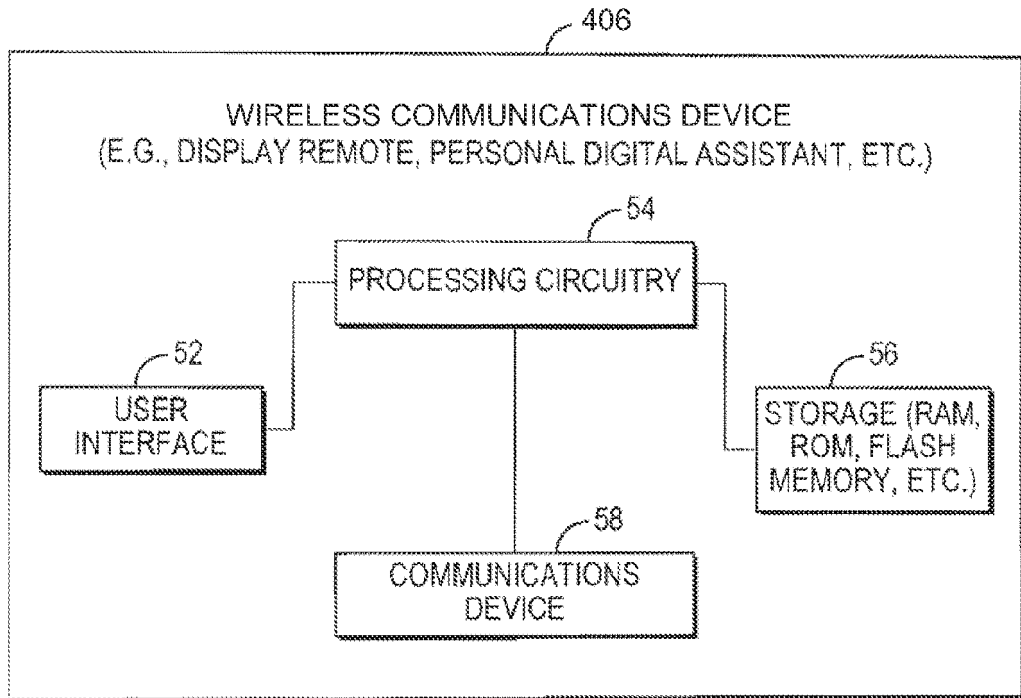 406
WIRELESS COMMUNICATIONS DEVICE
(E.G., DISPLAY REMOTE, PERSONAL DIGITAL ASSISTANT, ETC.)
54
PROCESSING CIRCUITRY
52
USER
INTERFACE
56
STORAGE (RAM,
ROM, FLASH
MEMORY, ETC.)
58
COMMUNICATIONS
DEVICE